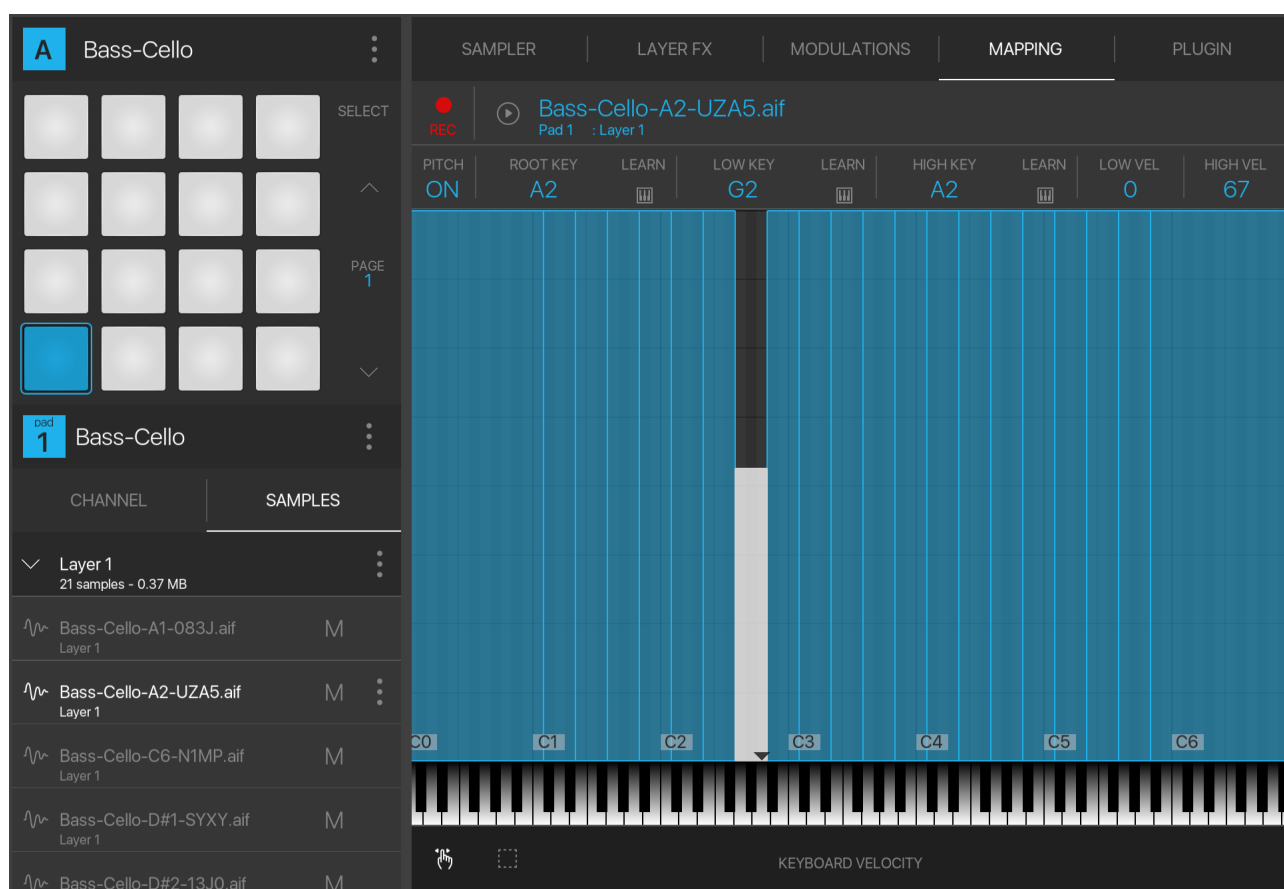 A Bass-Cello
SELECT
PAGE
1
pad
1
Bass-Cello
CHANNEL SAMPLES
Layer 1
21 samples - 0.37 MB
Bass-Cello-A1-083J.aif M
Layer 1
Bass-Cello-A2-UZA5.aif M
Layer 1
Bass-Cello-C6-N1MP.aif M
Layer 1
Bass-Cello-D#1-SYXY.aif M
Layer 1
Bass-Cello-D#2-13J0.aif M
SAMPLER LAYER FX MODULATIONS MAPPING PLUGIN
REC
Bass-Cello-A2-UZA5.aif
Pad 1 : Layer 1
PITCH ROOT KEY LEARN LOW KEY LEARN HIGH KEY LEARN LOW VEL HIGH VEL
ON A2 G2 A2 0 67
C0 C1 C2 C3 C4 C5 C6
KEYBOARD VELOCITY